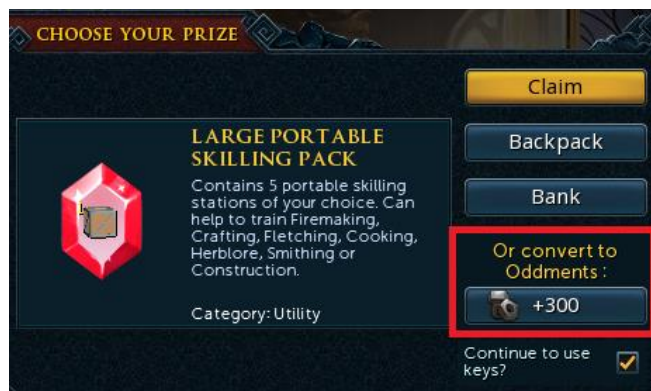 CHOOSE YOUR PRIZE
LARGE PORTABLE
SKILLING PACK
Contains 5 portable skilling
stations of your choice. Can
help to train Firemaking,
Crafting, Fletching, Cooking,
Herblore, Smithing or
Construction.
Category: Utility
Claim
Backpack
Bank
Or convert to
Oddments:
+300
Continue to use
keys?